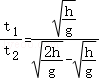 t₁/t₂ = √(h/g) / (√(2h/g) − √(h/g))